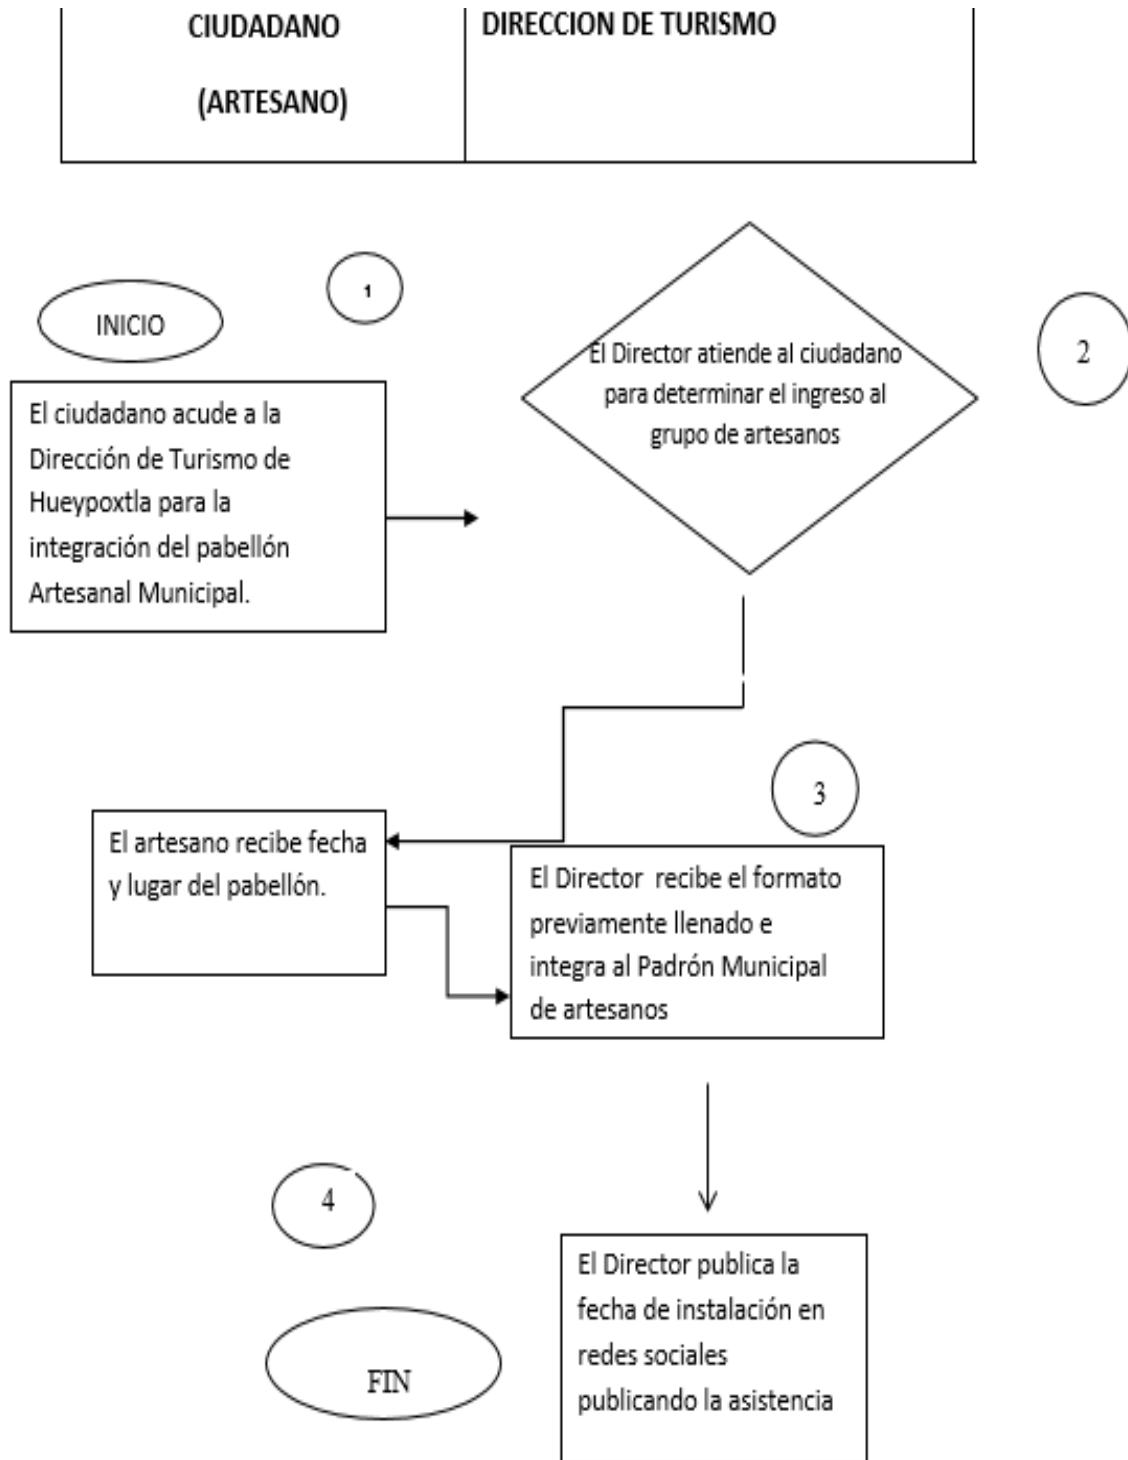 CIUDADANO
(ARTESANO)
DIRECCION DE TURISMO
INICIO
1
El ciudadano acude a la
Dirección de Turismo de
Hueypoxtla para la
integración del pabellón
Artesanal Municipal.
El Director atiende al ciudadano
para determinar el ingreso al
grupo de artesanos
2
El artesano recibe fecha
y lugar del pabellón.
3
El Director recibe el formato
previamente llenado e
integra al Padrón Municipal
de artesanos
4
El Director publica la
fecha de instalación en
redes sociales
publicando la asistencia
FIN